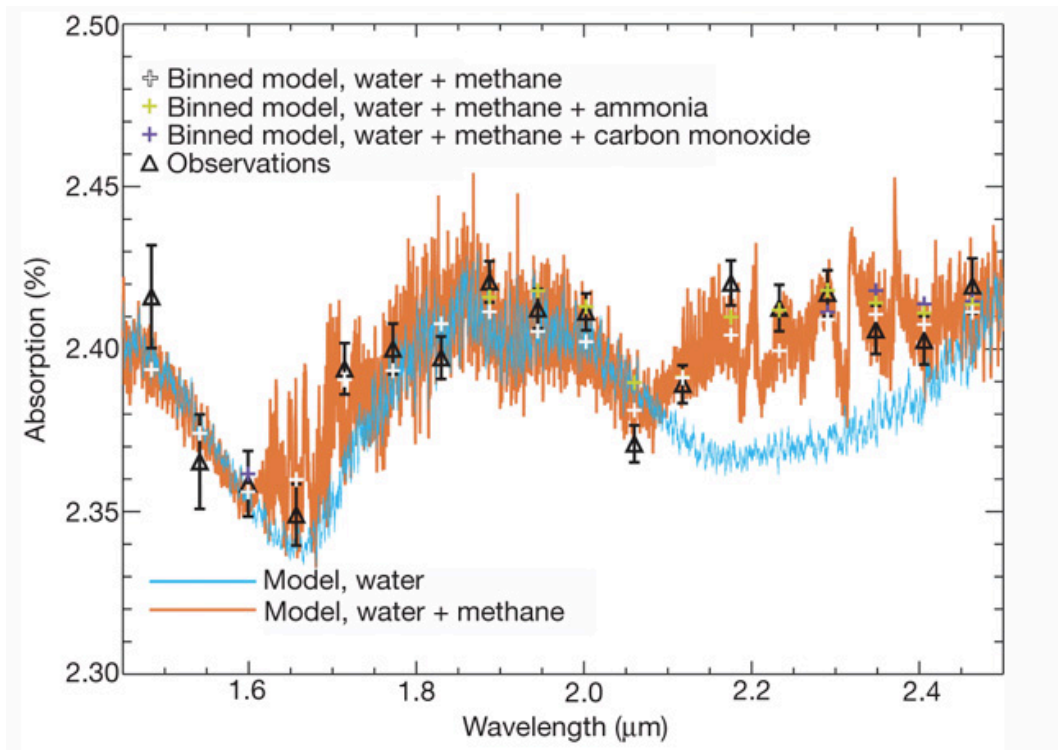 2.50
Binned model, water + methane
Binned model, water + methane + ammonia
Binned model, water + methane + carbon monoxide
Observations
2.45
Absorption (%)
2.40
2.35
Model, water
Model, water + methane
2.30
1.6 1.8 2.0 2.2 2.4
Wavelength (μm)